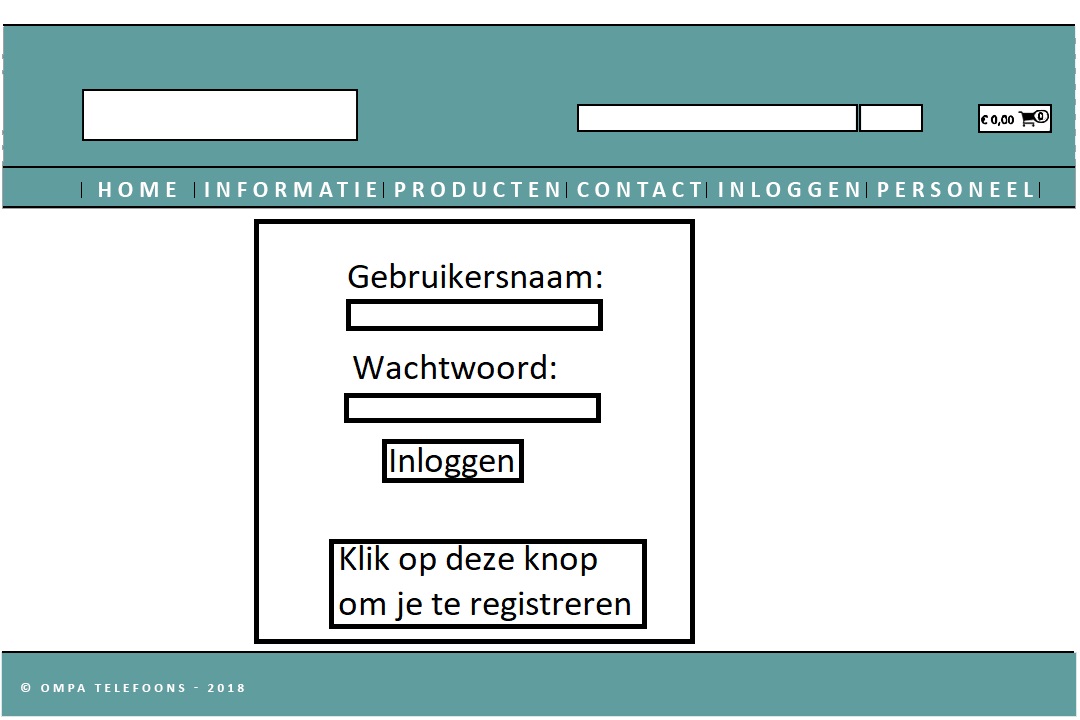 € 0,00 0
HOME INFORMATIE PRODUCTEN CONTACT INLOGGEN PERSONEEL
Gebruikersnaam:
Wachtwoord:
Inloggen
Klik op deze knop
om je te registreren
© OMPA TELEFOONS - 2018